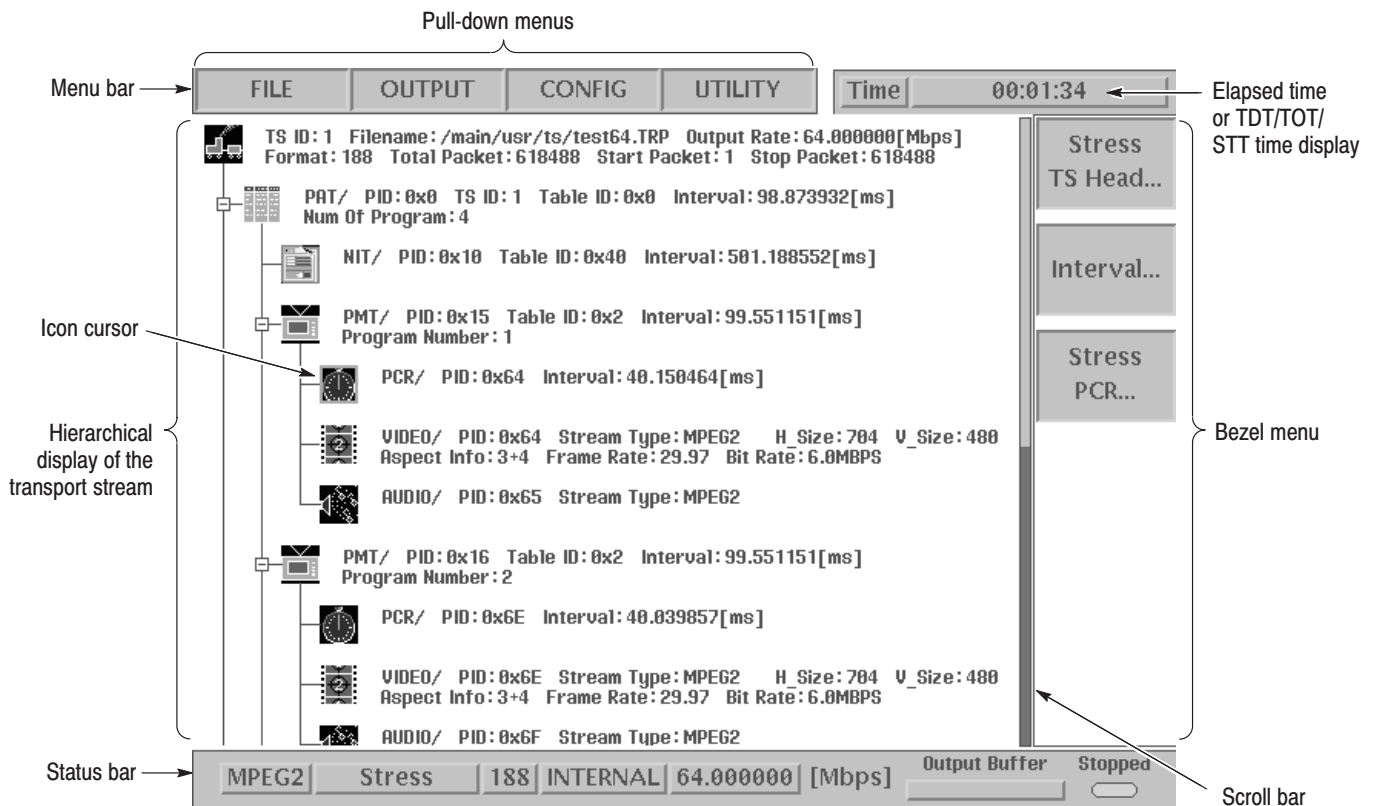 Pull-down menus
Menu bar
FILE OUTPUT CONFIG UTILITY
Time 00:01:34
Elapsed time
or TDT/TOT/
STT time display
TS ID:1 Filename:/main/usr/ts/test64.TRP Output Rate:64.000000[Mbps]
Format:188 Total Packet:618488 Start Packet:1 Stop Packet:618488
PAT/ PID:0x0 TS ID:1 Table ID:0x0 Interval:98.873932[ms]
Num Of Program:4
NIT/ PID:0x10 Table ID:0x40 Interval:501.188552[ms]
PMT/ PID:0x15 Table ID:0x2 Interval:99.551151[ms]
Program Number:1
Icon cursor
PCR/ PID:0x64 Interval:40.150464[ms]
VIDEO/ PID:0x64 Stream Type:MPEG2 H_Size:704 V_Size:480
Aspect Info:3+4 Frame Rate:29.97 Bit Rate:6.0MBPS
AUDIO/ PID:0x65 Stream Type:MPEG2
Hierarchical
display of the
transport stream
PMT/ PID:0x16 Table ID:0x2 Interval:99.551151[ms]
Program Number:2
PCR/ PID:0x6E Interval:40.039857[ms]
VIDEO/ PID:0x6E Stream Type:MPEG2 H_Size:704 V_Size:480
Aspect Info:3+4 Frame Rate:29.97 Bit Rate:6.0MBPS
AUDIO/ PID:0x6F Stream Type:MPEG2
Stress
TS Head...
Interval...
Stress
PCR...
Bezel menu
Status bar
MPEG2 Stress 188 INTERNAL 64.000000 [Mbps]
Output Buffer
Stopped
Scroll bar